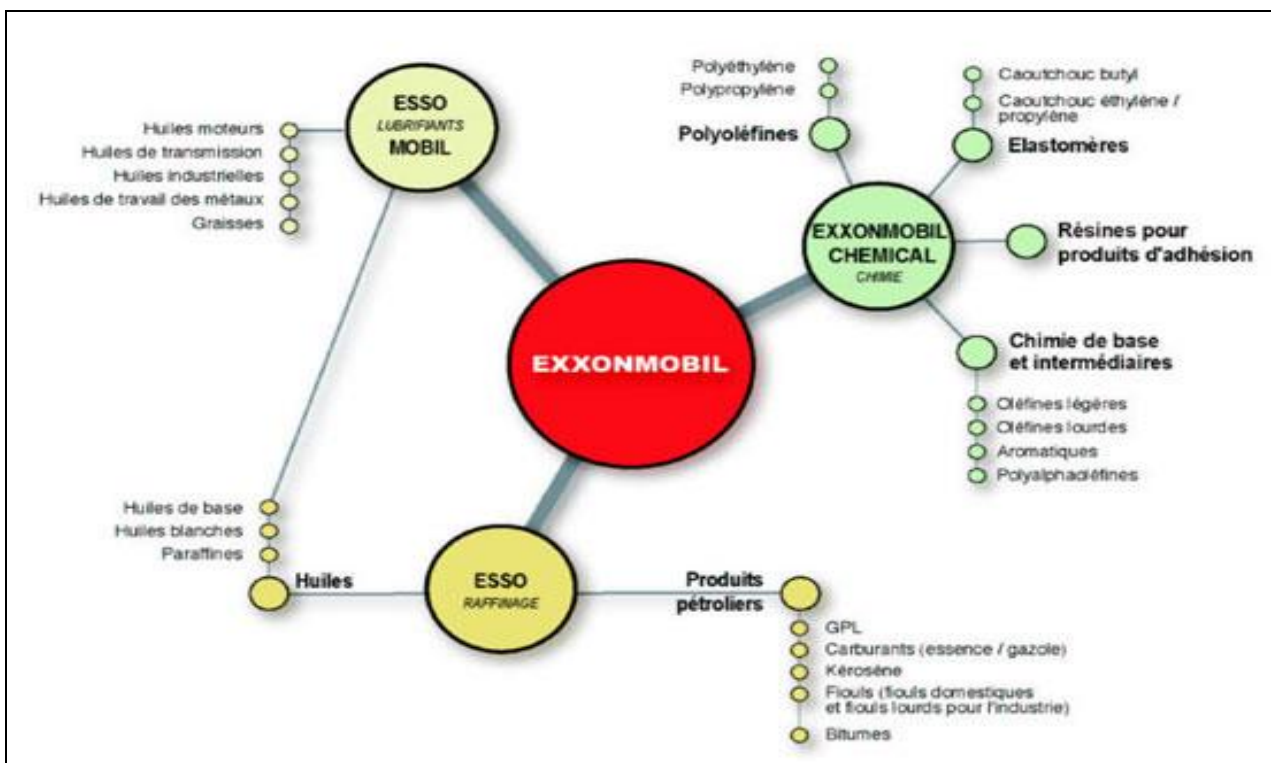 ESSO
LUBRIFIANTS
MOBIL
Huiles moteurs
Huiles de transmission
Huiles industrielles
Huiles de travail des métaux
Graisses
Polyéthylène
Polypropylène
Polyoléfines
Caoutchouc butyl
Caoutchouc éthylène /
propylène
Elastomères
EXXONMOBIL
CHEMICAL
CHIMIE
Résines pour
produits d'adhésion
Chimie de base
et intermédiaires
Oléfines légères
Oléfines lourdes
Aromatiques
Polyalphaoléfines
EXXONMOBIL
Huiles de base
Huiles blanches
Paraffines
Huiles
ESSO
RAFFINAGE
Produits
pétroliers
GPL
Carburants (essence / gazole)
Kérosène
Fiouls (fiouls domestiques
et fiouls lourds pour l'industrie)
Bitumes